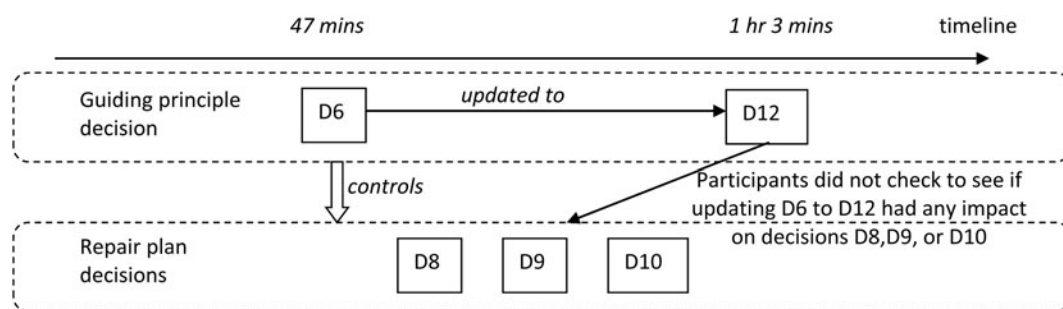 47 mins 1 hr 3 mins timeline
Guiding principle
decision
D6
updated to
D12
controls
Participants did not check to see if
updating D6 to D12 had any impact
on decisions D8,D9, or D10
Repair plan
decisions
D8
D9
D10